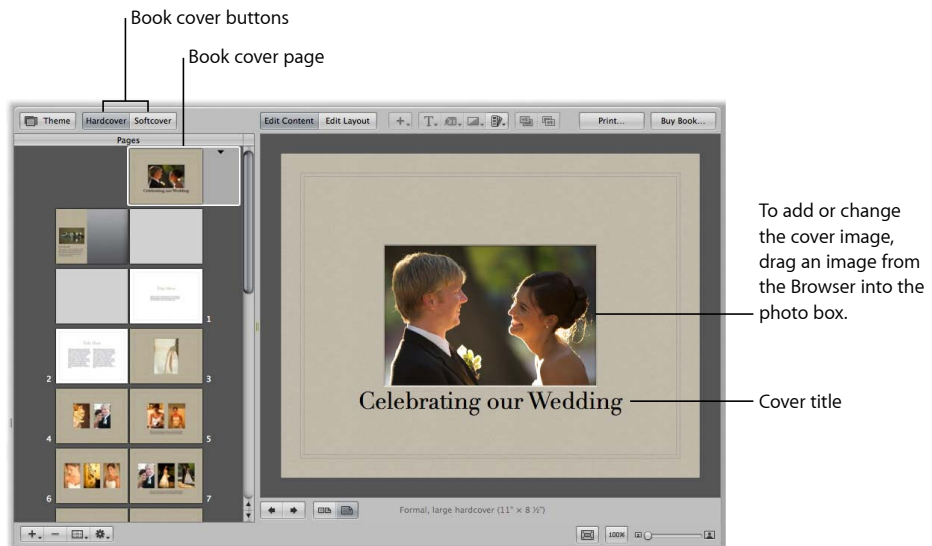 Book cover buttons
Book cover page
Theme Hardcover Softcover Edit Content Edit Layout Print... Buy Book...
Pages
Celebrating our Wedding
1
2 3
4 5
6 7
To add or change
the cover image,
drag an image from
the Browser into the
photo box.
Celebrating our Wedding
Cover title
Formal, large hardcover (11" × 8 ½")
100%